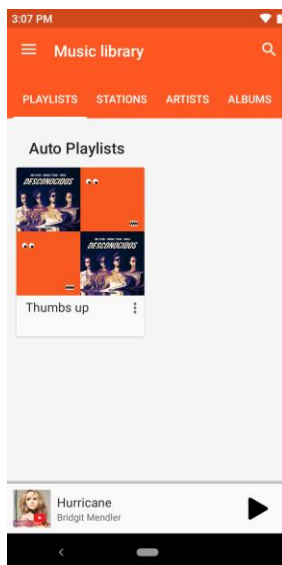 3:07 PM
Music library
PLAYLISTS STATIONS ARTISTS ALBUMS
Auto Playlists
DESCONOCIDOS
DESCONOCIDOS
Thumbs up
Hurricane
Bridgit Mendler